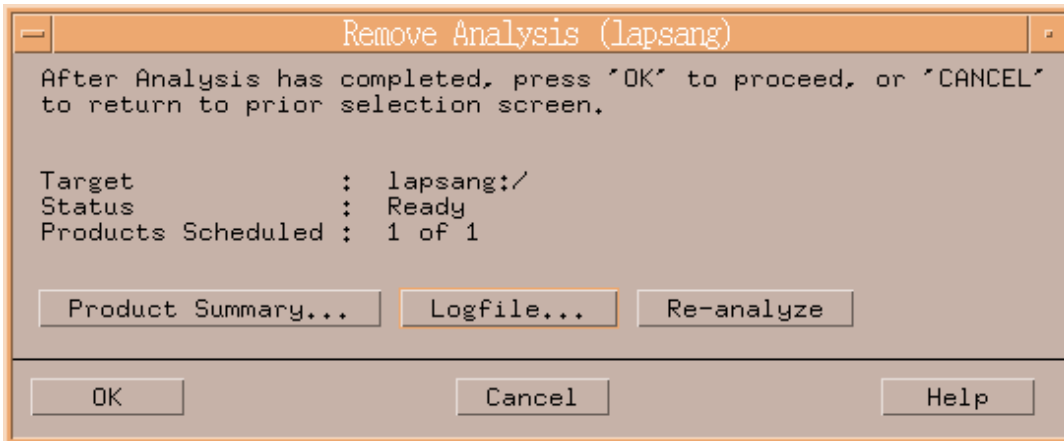 Remove Analysis (lapsang)
After Analysis has completed, press ´OK´ to proceed, or ´CANCEL´
to return to prior selection screen.
Target : lapsang:/
Status : Ready
Products Scheduled : 1 of 1
Product Summary... Logfile... Re-analyze
OK Cancel Help